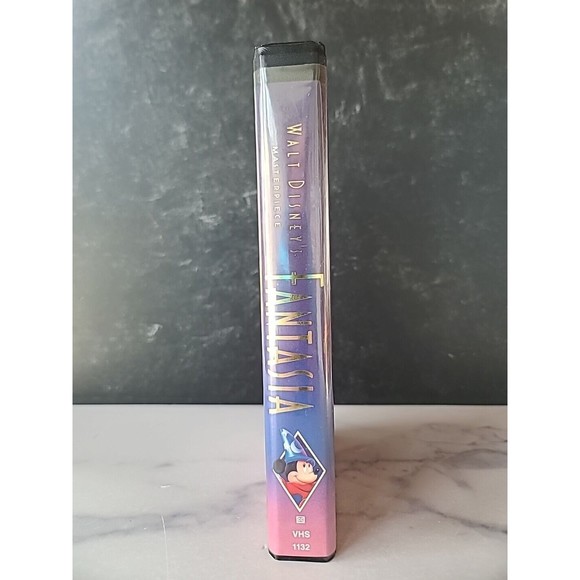 WALT DISNEY'S
MASTERPIECE
FANTASIA
VHS
1132